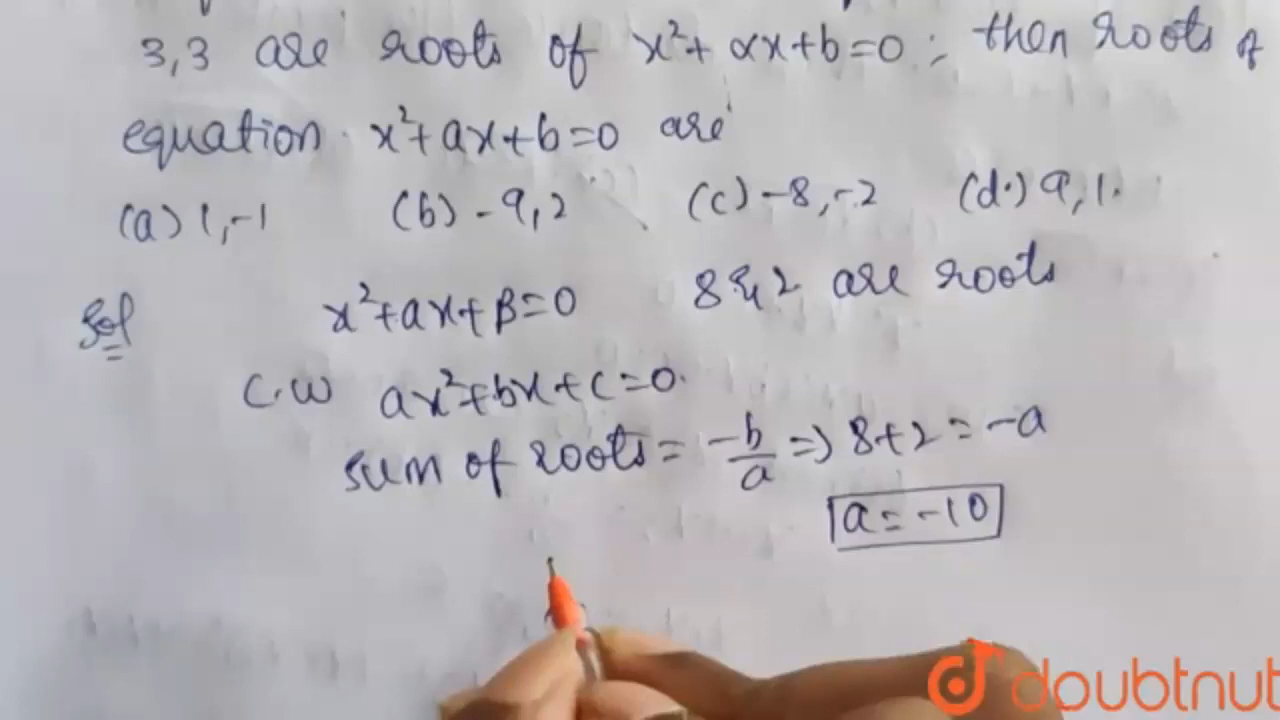 3,3 are roots of x²+αx+b=0; then roots of
equation x²+ax+b=0 are
(a) 1,-1 (b) -9,2 (c) -8,-2 (d.) 9,1.
Sol x²+ax+β=0 8 & 2 are roots
C.W ax²+bx+c=0.
sum of roots = -b/a => 8+2 = -a
a = -10
doubtnut